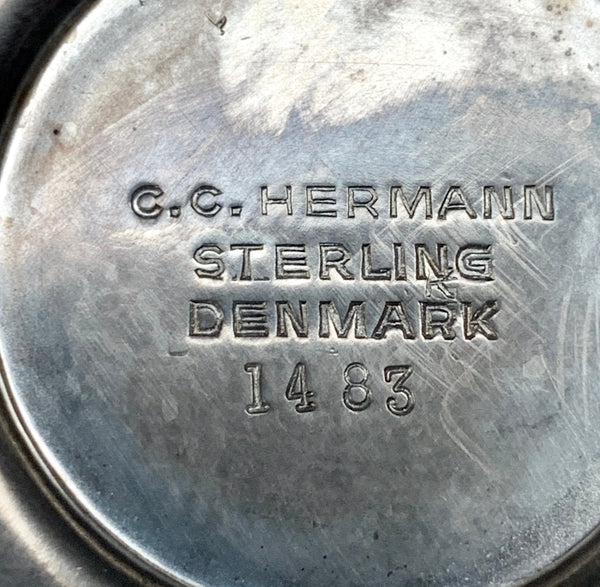 C.C. HERMANN
STERLING
DENMARK
1483